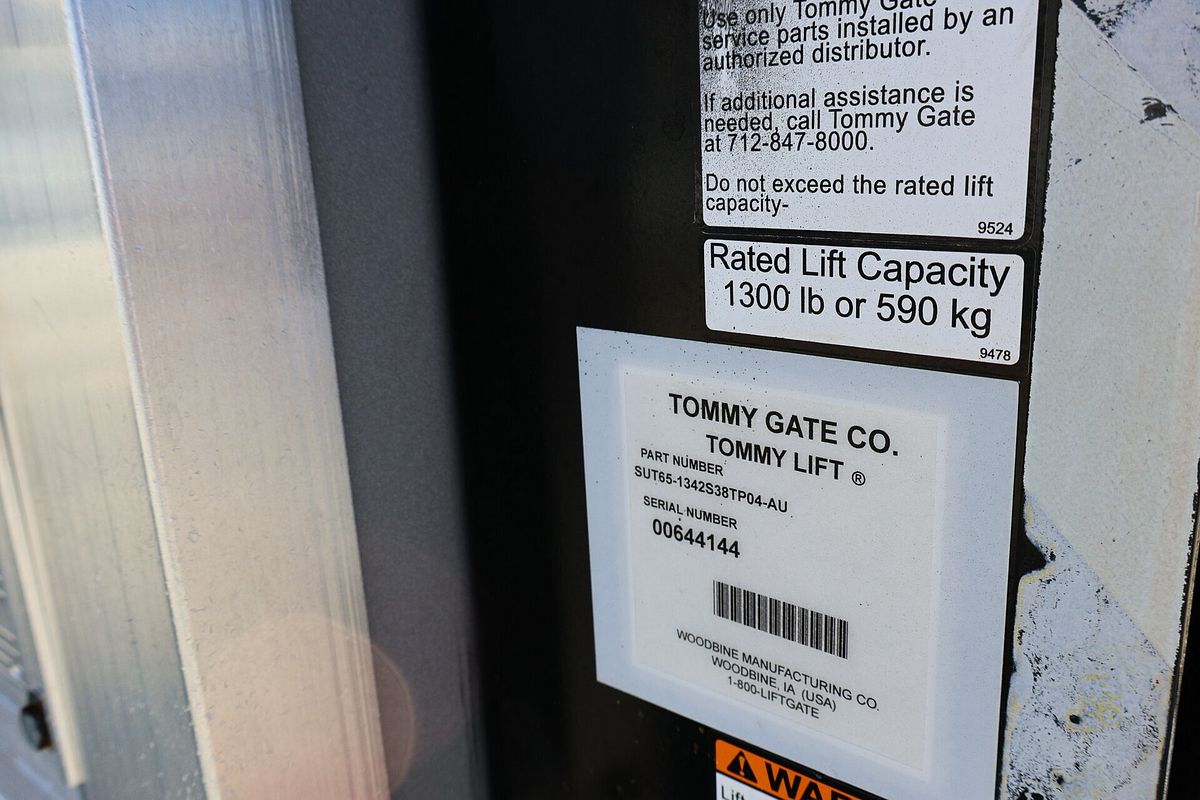 Use only Tommy Gate
service parts installed by an
authorized distributor.
If additional assistance is
needed, call Tommy Gate
at 712-847-8000.
Do not exceed the rated lift
capacity-
9524
Rated Lift Capacity
1300 lb or 590 kg
9478
TOMMY GATE CO.
TOMMY LIFT ®
PART NUMBER
SUT65-1342S38TP04-AU
SERIAL NUMBER
00644144
WOODBINE MANUFACTURING CO.
WOODBINE, IA (USA)
1-800-LIFTGATE